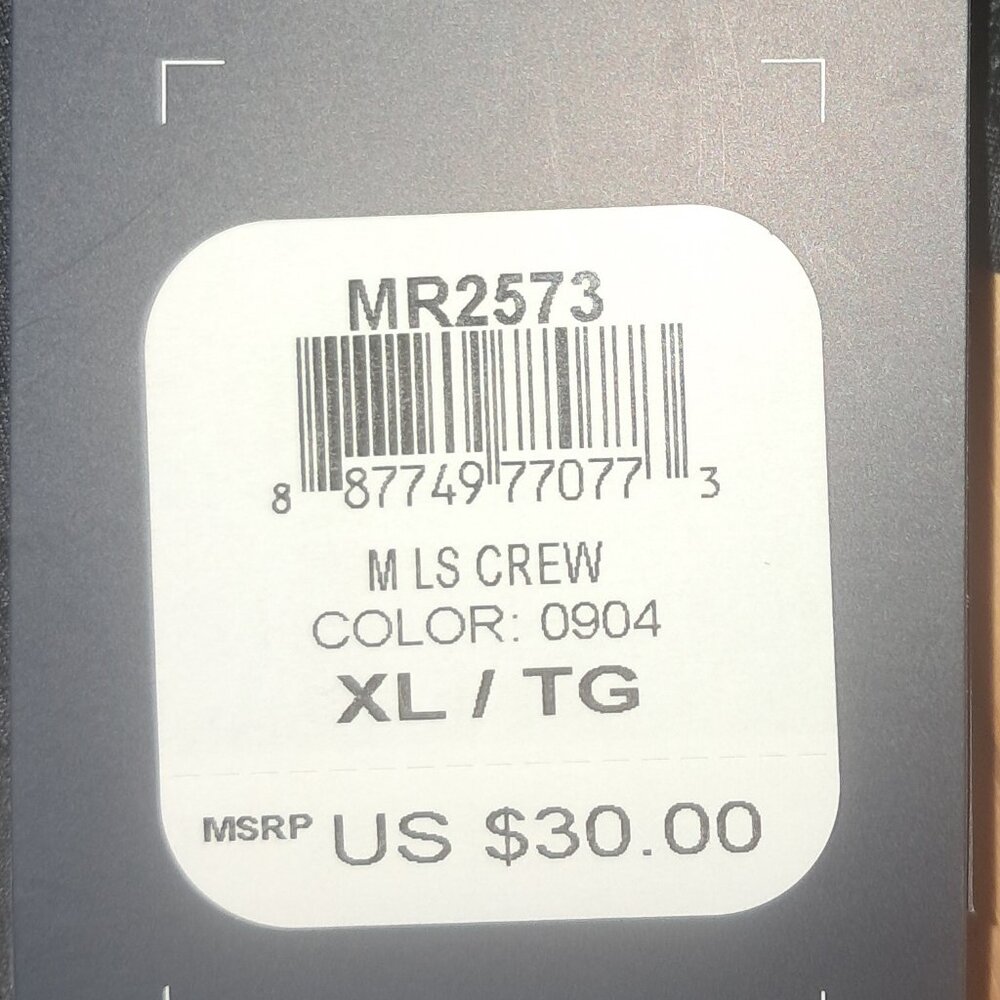 MR2573
8 87749 77077 3
M LS CREW
COLOR: 0904
XL / TG
MSRP US $30.00